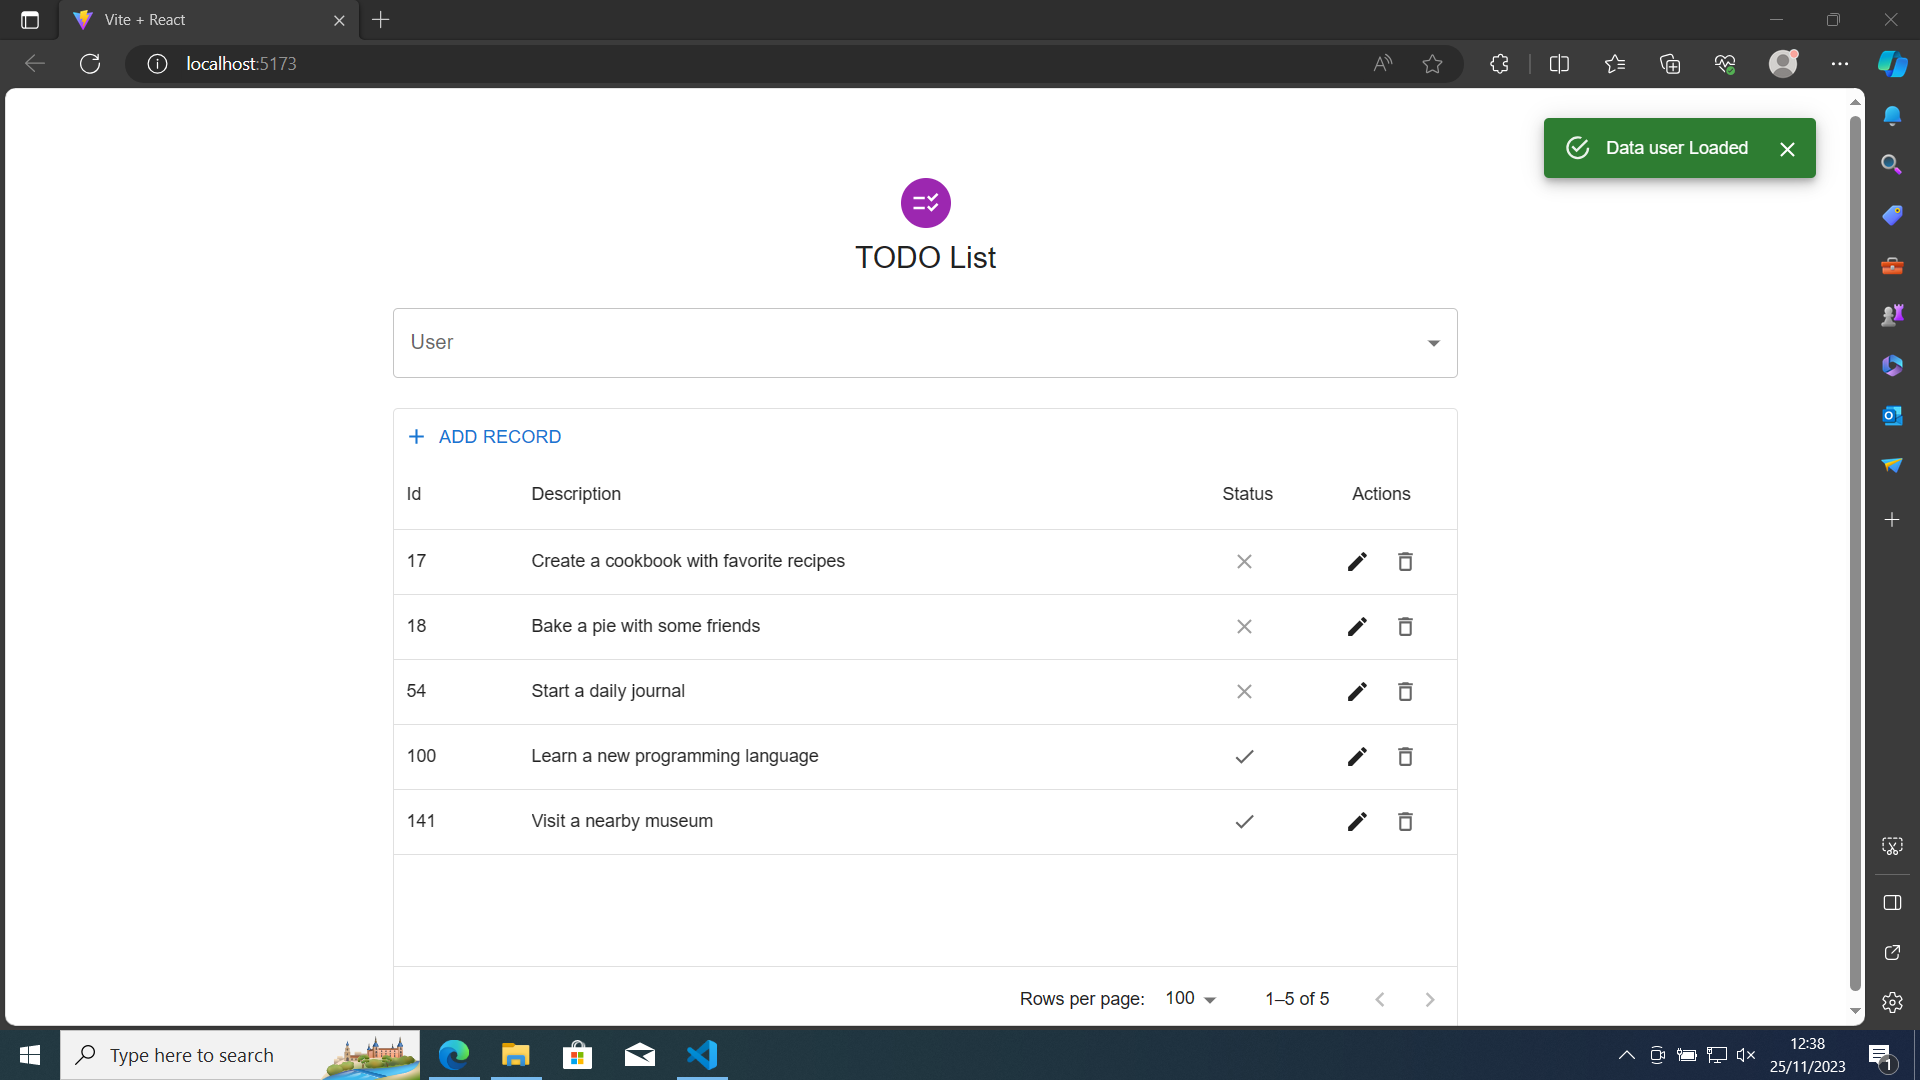 Vite + React
localhost:5173
Data user Loaded
TODO List
User
ADD RECORD
Id Description Status Actions
17 Create a cookbook with favorite recipes
18 Bake a pie with some friends
54 Start a daily journal
100 Learn a new programming language
141 Visit a nearby museum
Rows per page: 100 1–5 of 5
Type here to search
12:38
25/11/2023
1